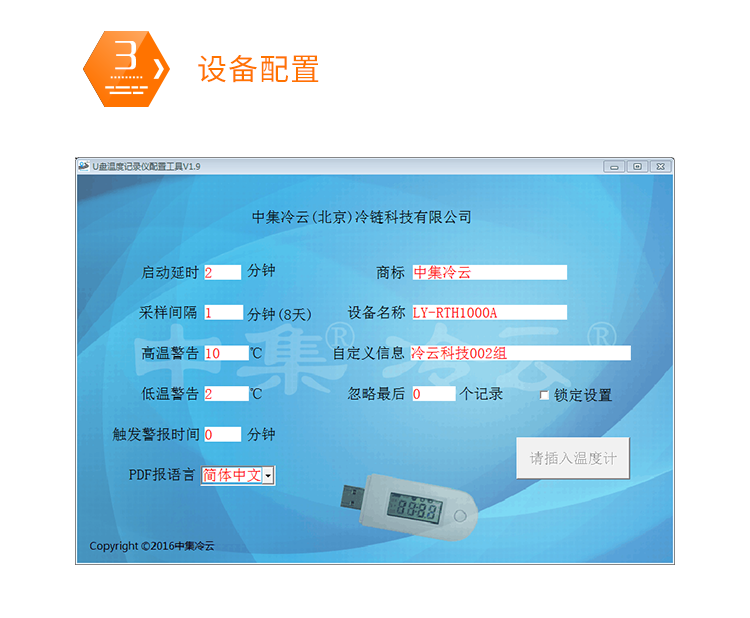 3
设备配置
U盘温度记录仪配置工具V1.9
中集冷云(北京)冷链科技有限公司
启动延时 2 分钟 商标 中集冷云
采样间隔 1 分钟(8天) 设备名称 LY-RTH1000A
中集® 冷云®
高温警告 10 ℃ 自定义信息 冷云科技002组
低温警告 2 ℃ 忽略最后 0 个记录 锁定设置
触发警报时间 0 分钟
请插入温度计
PDF报语言 简体中文
Copyright ©2016中集冷云